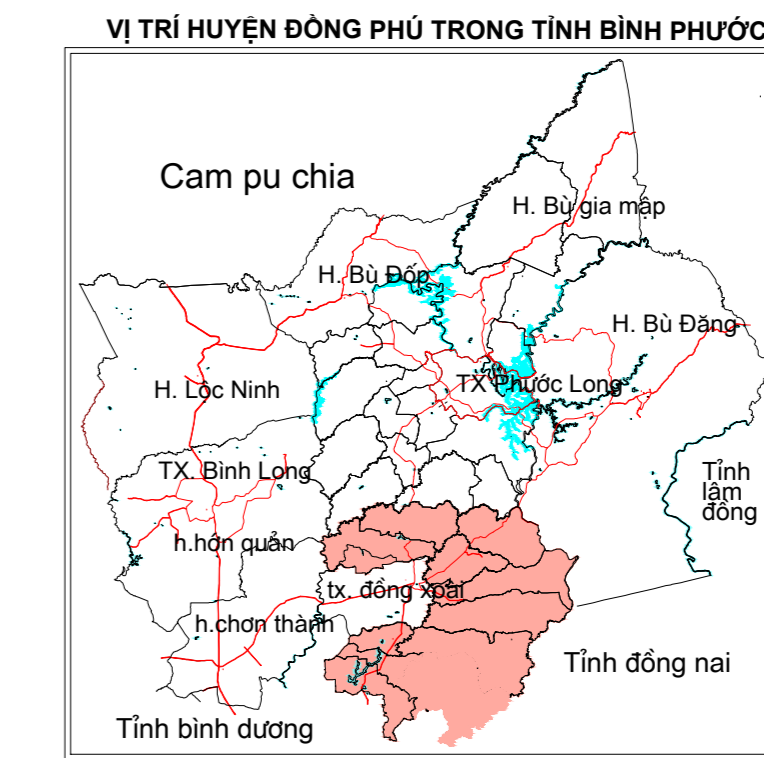 VỊ TRÍ HUYỆN ĐỒNG PHÚ TRONG TỈNH BÌNH PHƯỚC
Cam pu chia
H. Bù gia mập
H. Bù Đốp
H. Bù Đăng
TX Phước Long
H. Lôc Ninh
TX. Bình Long
Tỉnh
lâm
đồng
h.hớn quản
tx. đồng xoài
h.chơn thành
Tỉnh đồng nai
Tỉnh bình dương